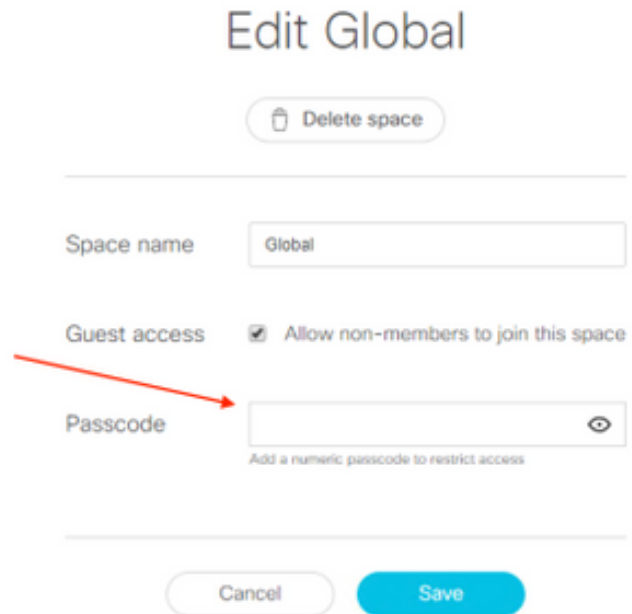 Edit Global
Delete space
Space name
Global
Guest access
Allow non-members to join this space
Passcode
Add a numeric passcode to restrict access
Cancel
Save